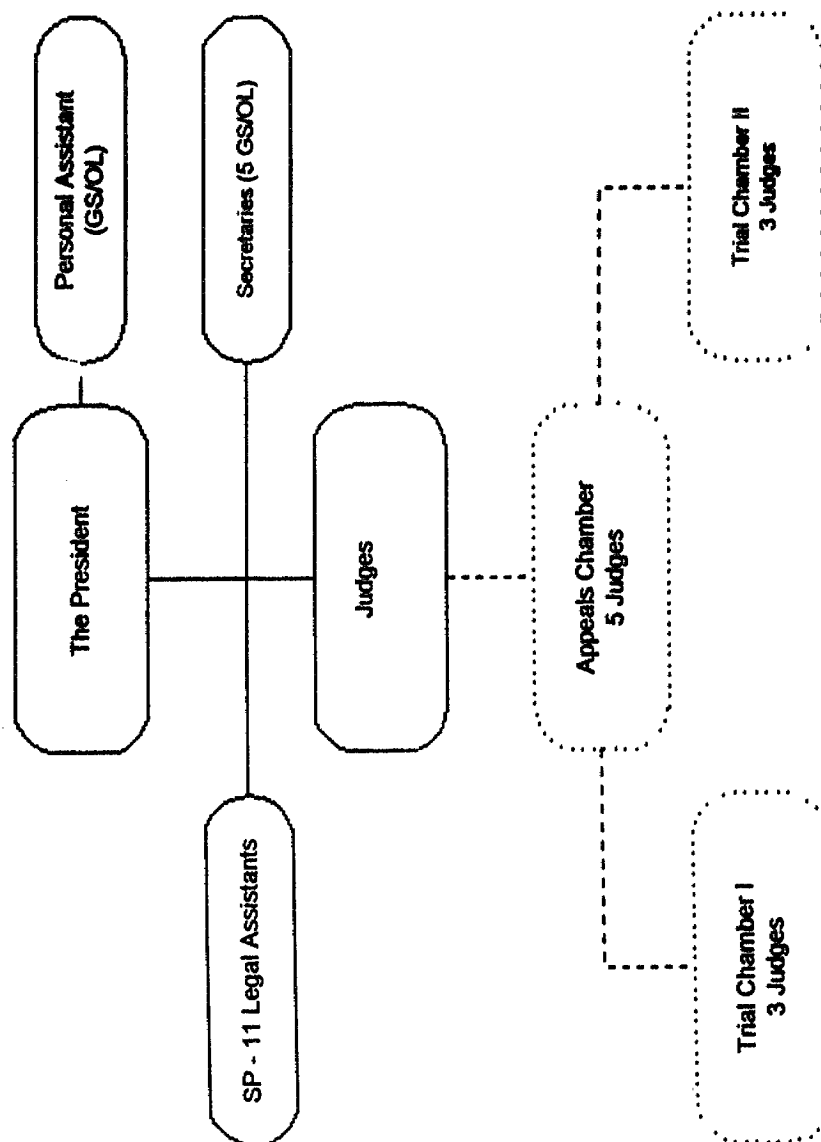 The President
Personal Assistant
(GS/OL)
SP - 11 Legal Assistants
Secretaries (5 GS/OL)
Judges
Appeals Chamber
5 Judges
Trial Chamber I
3 Judges
Trial Chamber II
3 Judges